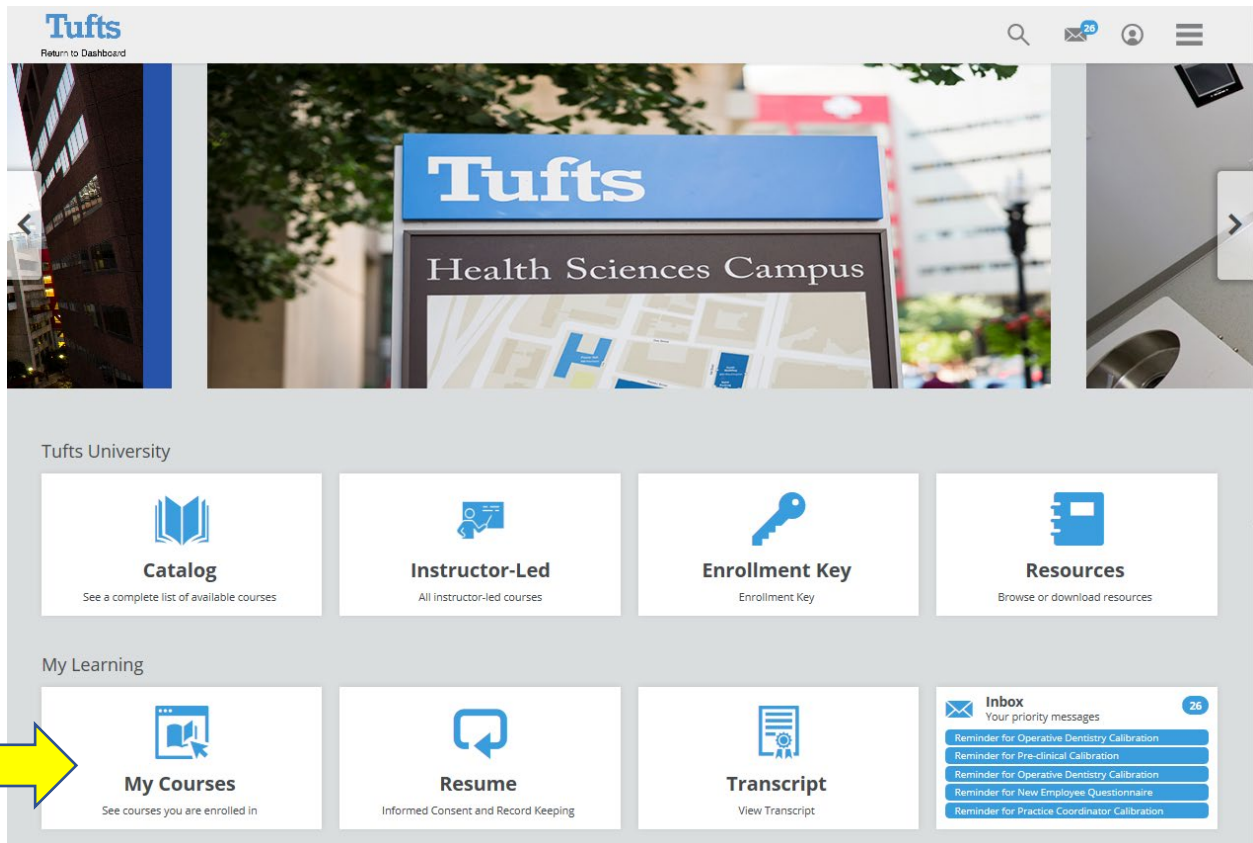 Tufts
Return to Dashboard
26
Tufts
Health Sciences Campus
Tufts University
Catalog
See a complete list of available courses
Instructor-Led
All instructor-led courses
Enrollment Key
Enrollment Key
Resources
Browse or download resources
My Learning
My Courses
See courses you are enrolled in
Resume
Informed Consent and Record Keeping
Transcript
View Transcript
Inbox
26
Your priority messages
Reminder for Operative Dentistry Calibration
Reminder for Pre-clinical Calibration
Reminder for Operative Dentistry Calibration
Reminder for New Employee Questionnaire
Reminder for Practice Coordinator Calibration